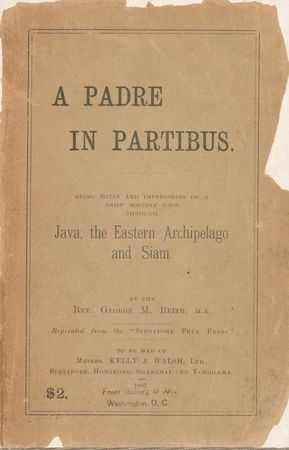 A PADRE
IN PARTIBUS.
BEING NOTES AND IMPRESSIONS OF A
BRIEF HOLIDAY TOUR
THROUGH
Java, the Eastern Archipelago
and Siam.
BY THE
REV. GEORGE M. REITH, M.A.
Reprinted from the "SINGAPORE FREE PRESS."
TO BE HAD OF
MESSRS. KELLY & WALSH, LTD.
SINGAPORE, HONGKONG, SHANGHAI AND YOKOHAMA
1897.
$2.
Freer Gallery of Art
Washington, D. C.